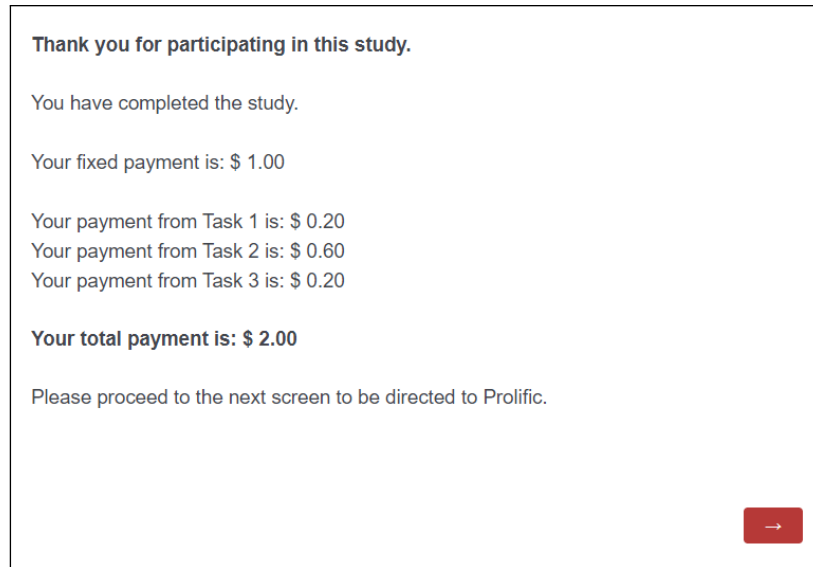 Thank you for participating in this study.
You have completed the study.
Your fixed payment is: $ 1.00
Your payment from Task 1 is: $ 0.20
Your payment from Task 2 is: $ 0.60
Your payment from Task 3 is: $ 0.20
Your total payment is: $ 2.00
Please proceed to the next screen to be directed to Prolific.
→